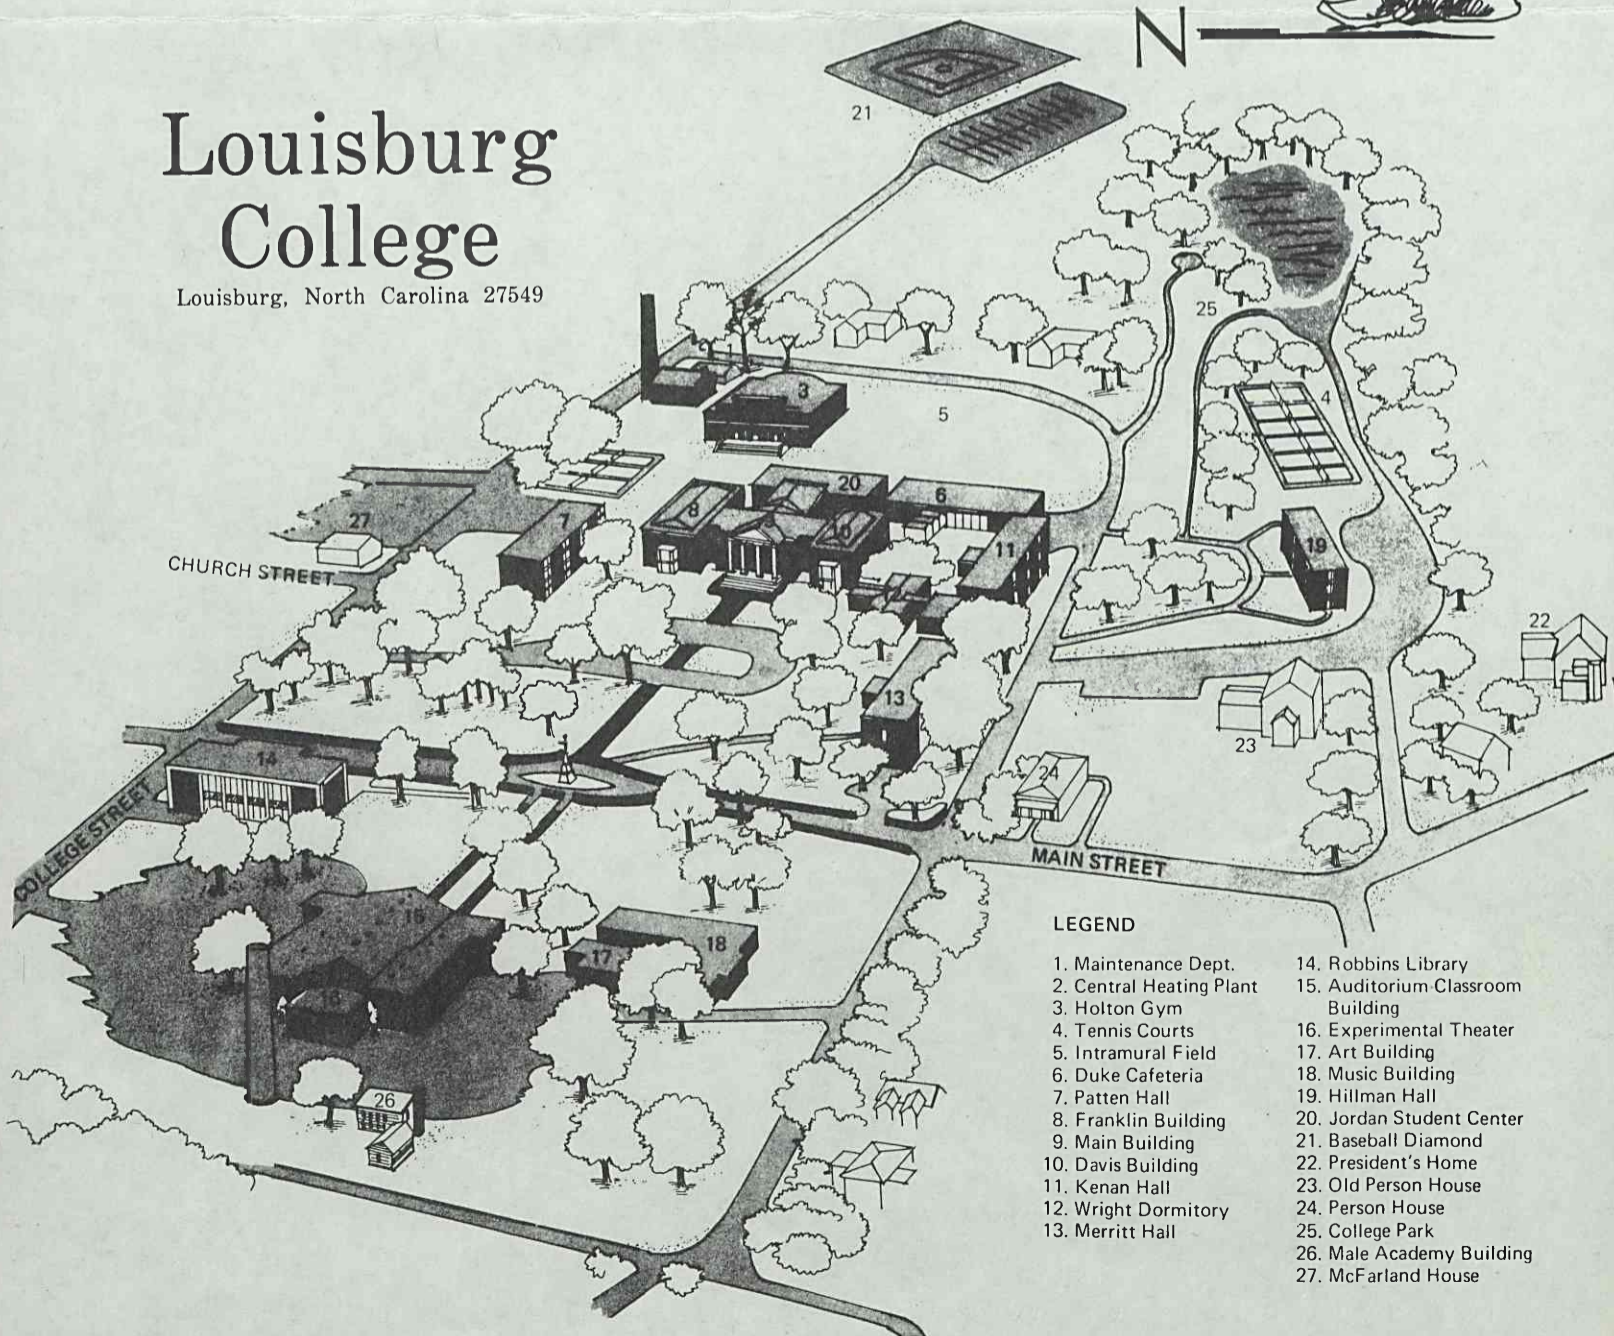 N
Louisburg
College
Louisburg, North Carolina 27549
21
25
1
3
5
4
20
6
8
7
27
11
19
CHURCH STREET
22
13
23
14
24
COLLEGE STREET
MAIN STREET
15
18
17
16
26
LEGEND
1. Maintenance Dept.
2. Central Heating Plant
3. Holton Gym
4. Tennis Courts
5. Intramural Field
6. Duke Cafeteria
7. Patten Hall
8. Franklin Building
9. Main Building
10. Davis Building
11. Kenan Hall
12. Wright Dormitory
13. Merritt Hall
14. Robbins Library
15. Auditorium-Classroom
Building
16. Experimental Theater
17. Art Building
18. Music Building
19. Hillman Hall
20. Jordan Student Center
21. Baseball Diamond
22. President's Home
23. Old Person House
24. Person House
25. College Park
26. Male Academy Building
27. McFarland House